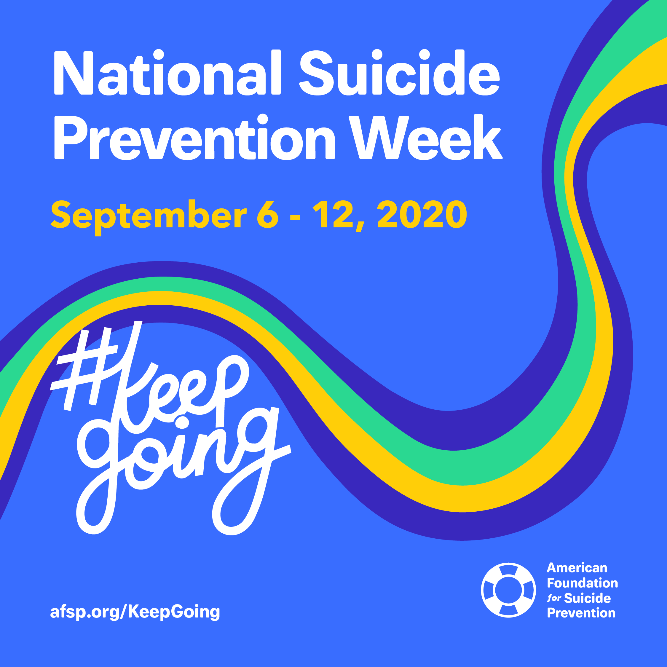 National Suicide
Prevention Week
September 6 - 12, 2020
#keep
going
afsp.org/KeepGoing
American
Foundation
for Suicide
Prevention